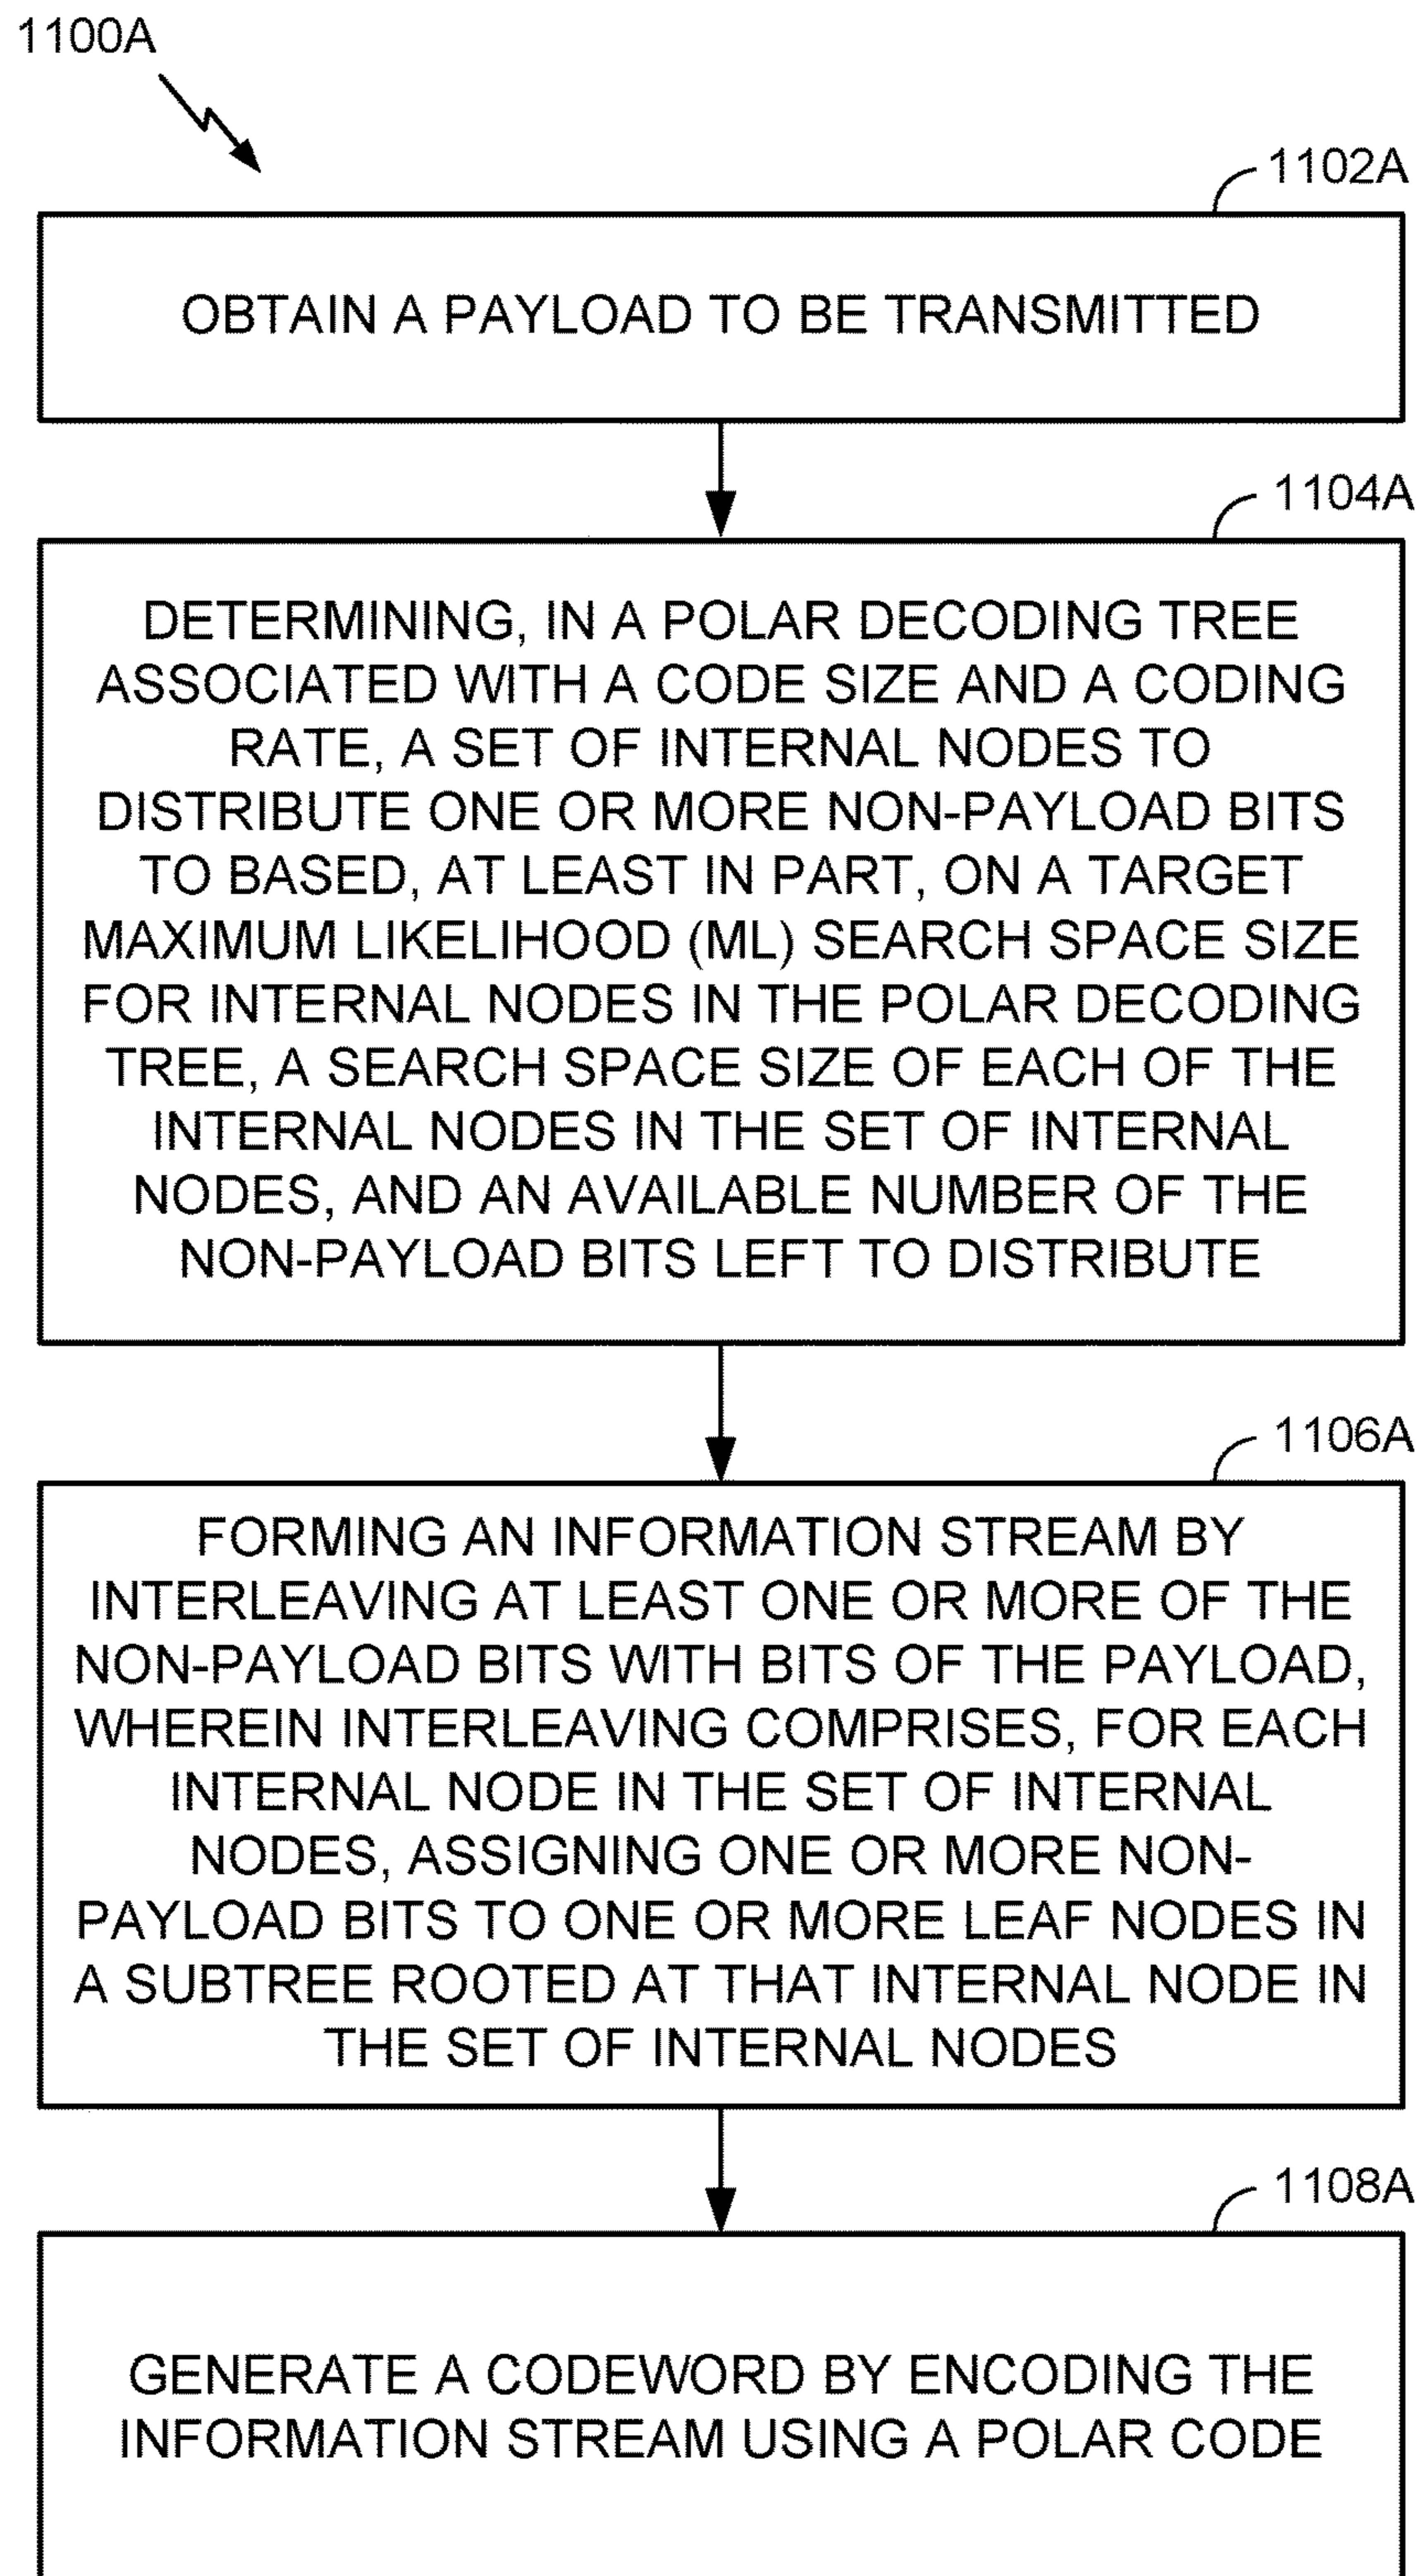 1100A
1102A
OBTAIN A PAYLOAD TO BE TRANSMITTED
1104A
DETERMINING, IN A POLAR DECODING TREE
ASSOCIATED WITH A CODE SIZE AND A CODING
RATE, A SET OF INTERNAL NODES TO
DISTRIBUTE ONE OR MORE NON-PAYLOAD BITS
TO BASED, AT LEAST IN PART, ON A TARGET
MAXIMUM LIKELIHOOD (ML) SEARCH SPACE SIZE
FOR INTERNAL NODES IN THE POLAR DECODING
TREE, A SEARCH SPACE SIZE OF EACH OF THE
INTERNAL NODES IN THE SET OF INTERNAL
NODES, AND AN AVAILABLE NUMBER OF THE
NON-PAYLOAD BITS LEFT TO DISTRIBUTE
1106A
FORMING AN INFORMATION STREAM BY
INTERLEAVING AT LEAST ONE OR MORE OF THE
NON-PAYLOAD BITS WITH BITS OF THE PAYLOAD,
WHEREIN INTERLEAVING COMPRISES, FOR EACH
INTERNAL NODE IN THE SET OF INTERNAL
NODES, ASSIGNING ONE OR MORE NON-
PAYLOAD BITS TO ONE OR MORE LEAF NODES IN
A SUBTREE ROOTED AT THAT INTERNAL NODE IN
THE SET OF INTERNAL NODES
1108A
GENERATE A CODEWORD BY ENCODING THE
INFORMATION STREAM USING A POLAR CODE